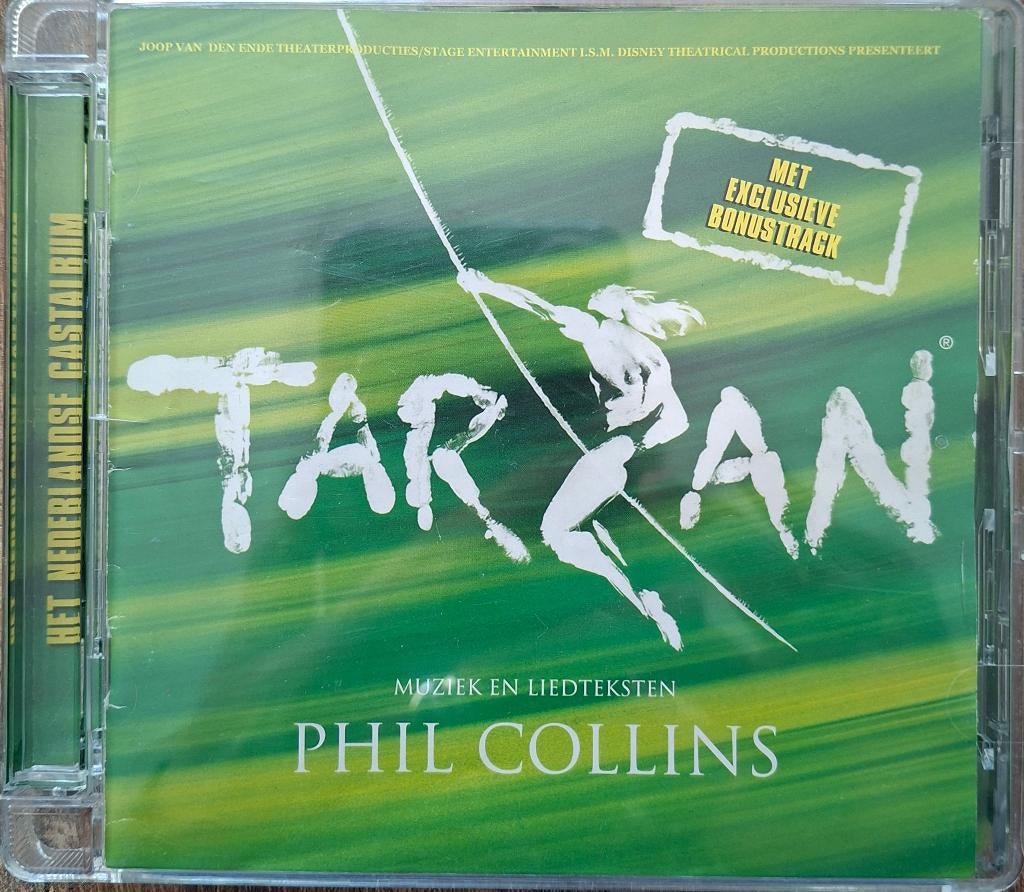 JOOP VAN DEN ENDE THEATERPRODUCTIES/STAGE ENTERTAINMENT I.S.M. DISNEY THEATRICAL PRODUCTIONS PRESENTEERT
MET
EXCLUSIEVE
BONUSTRACK
TARZAN®
MUZIEK EN LIEDTEKSTEN
PHIL COLLINS
HET NEDERLANDSE CASTALBUM